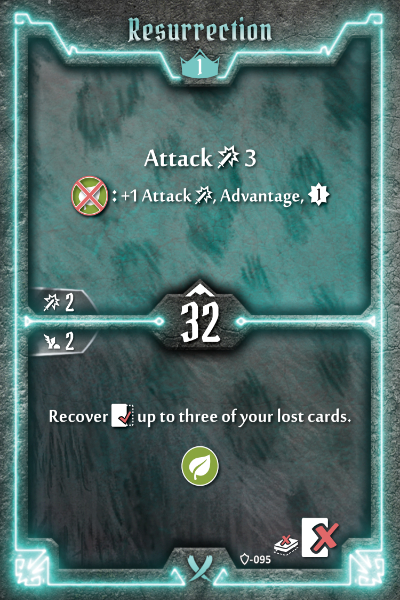 Resurrection
1
Attack 3
: +1 Attack , Advantage, 1
2
32
2
Recover up to three of your lost cards.
-095